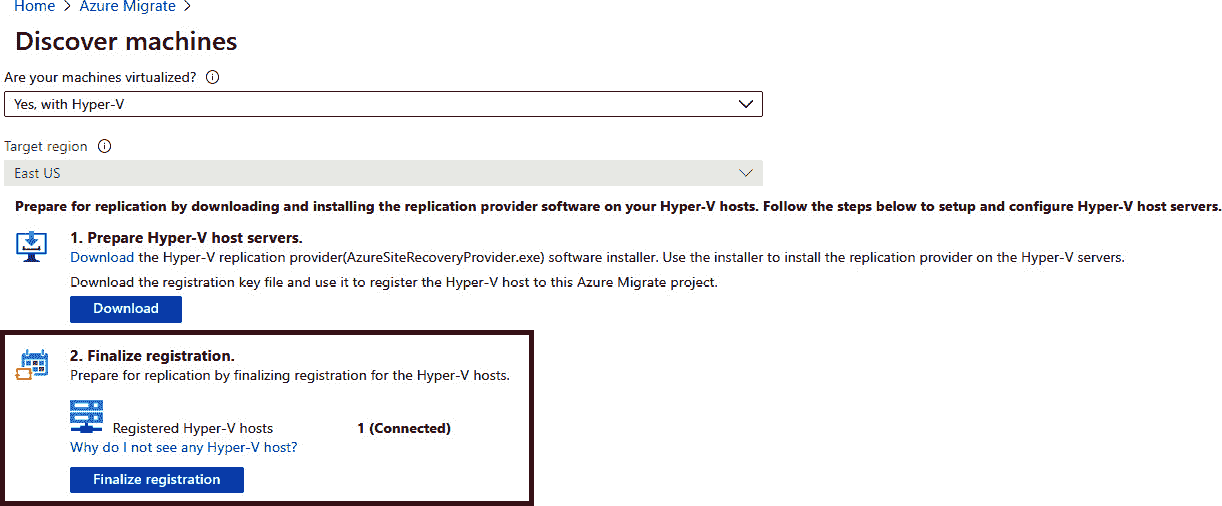 Home > Azure Migrate >
Discover machines
Are your machines virtualized?
Yes, with Hyper-V
Target region
East US
Prepare for replication by downloading and installing the replication provider software on your Hyper-V hosts. Follow the steps below to setup and configure Hyper-V host servers.
1. Prepare Hyper-V host servers.
Download the Hyper-V replication provider(AzureSiteRecoveryProvider.exe) software installer. Use the installer to install the replication provider on the Hyper-V servers.
Download the registration key file and use it to register the Hyper-V host to this Azure Migrate project.
Download
2. Finalize registration.
Prepare for replication by finalizing registration for the Hyper-V hosts.
Registered Hyper-V hosts 1 (Connected)
Why do I not see any Hyper-V host?
Finalize registration